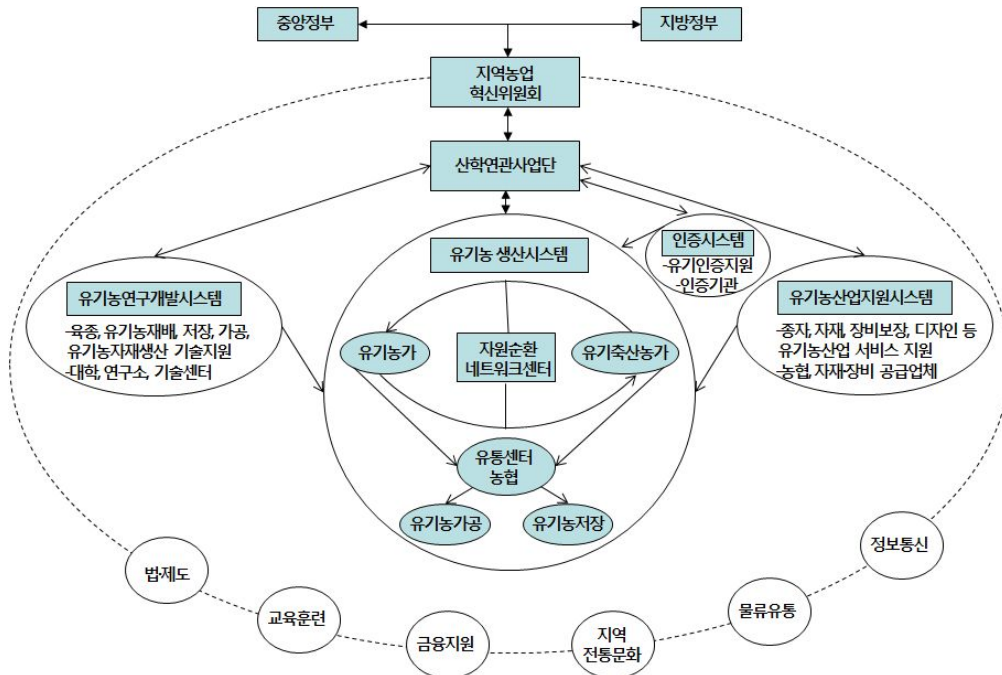 중앙정부
지방정부
지역농업
혁신위원회
산학연관사업단
유기농 생산시스템
인증시스템
-유기인증지원
-인증기관
유기농연구개발시스템
-육종, 유기농재배, 저장, 가공,
유기농자재생산 기술지원
-대학, 연구소, 기술센터
유기농산업지원시스템
-종자, 자재, 장비보장, 디자인 등
유기농산업 서비스 지원
-농협, 자재·장비 공급업체
유기농가
자원순환
네트워크센터
유기축산농가
유통센터
농협
유기농가공
유기농저장
법·제도
교육훈련
금융지원
지역
전통문화
물류유통
정보통신